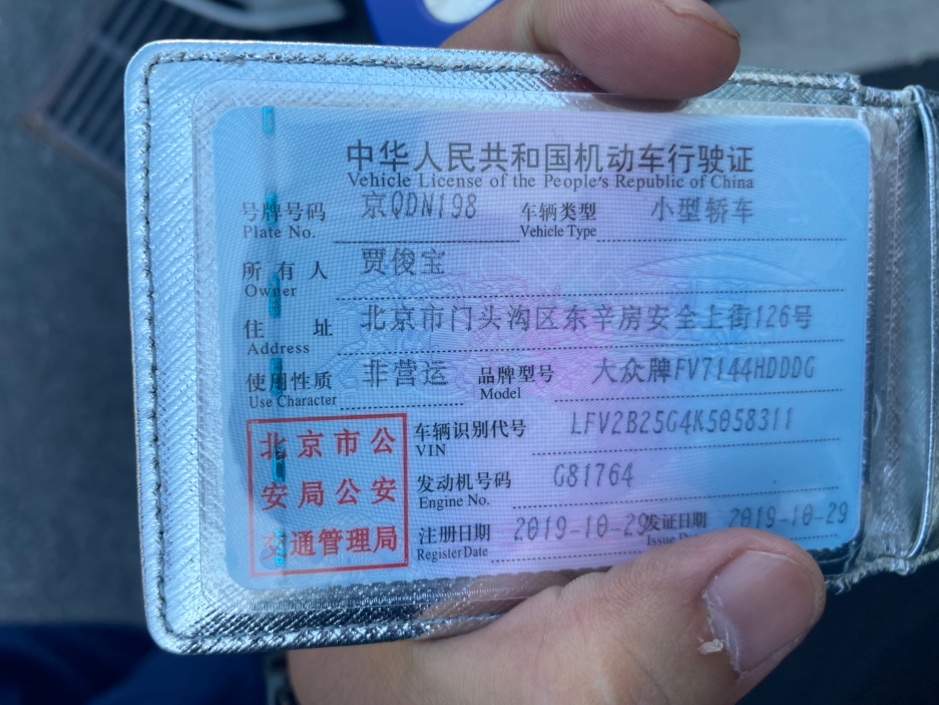 中华人民共和国机动车行驶证
Vehicle License of the People's Republic of China
号牌号码 京QDN198 车辆类型 小型轿车
Plate No. Vehicle Type
所有人 贾俊宝
Owner
住址 北京市门头沟区东辛房安全上街126号
Address
使用性质 非营运 品牌型号 大众牌FV7144HDDDG
Use Character Model
车辆识别代号 LFV2B25G4K5058311
VIN
发动机号码 G81764
Engine No.
注册日期 2019-10-29 发证日期 2019-10-29
Register Date Issue
北京市公
安局公安
交通管理局